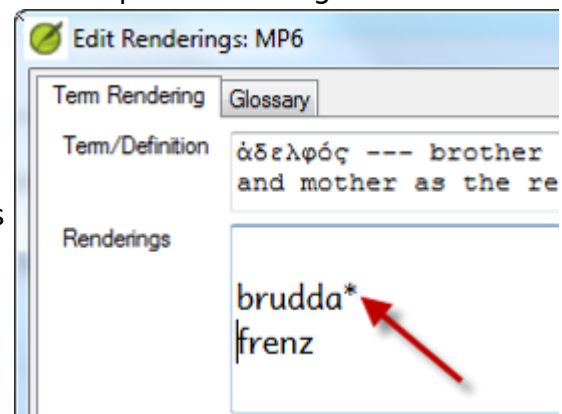 Edit Renderings: MP6
Term Rendering Glossary
Term/Definition
ἀδελφός --- brother
and mother as the re
Renderings
brudda*
frenz